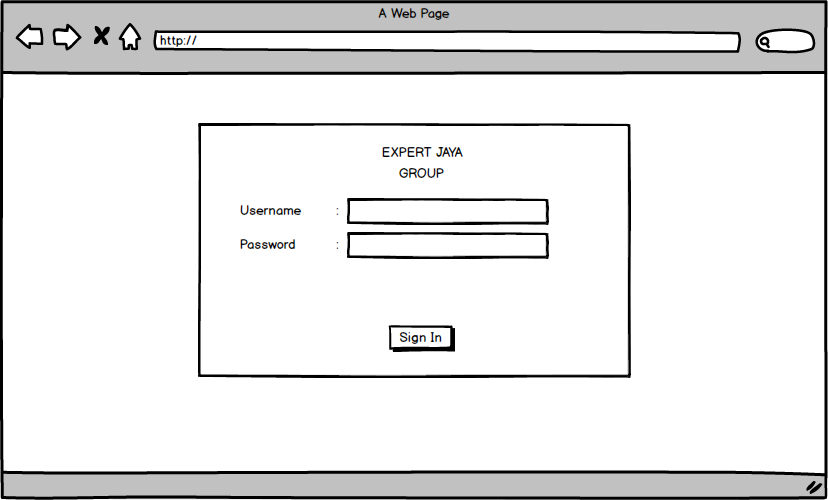 A Web Page
http://
EXPERT JAYA
GROUP
Username :
Password :
Sign In